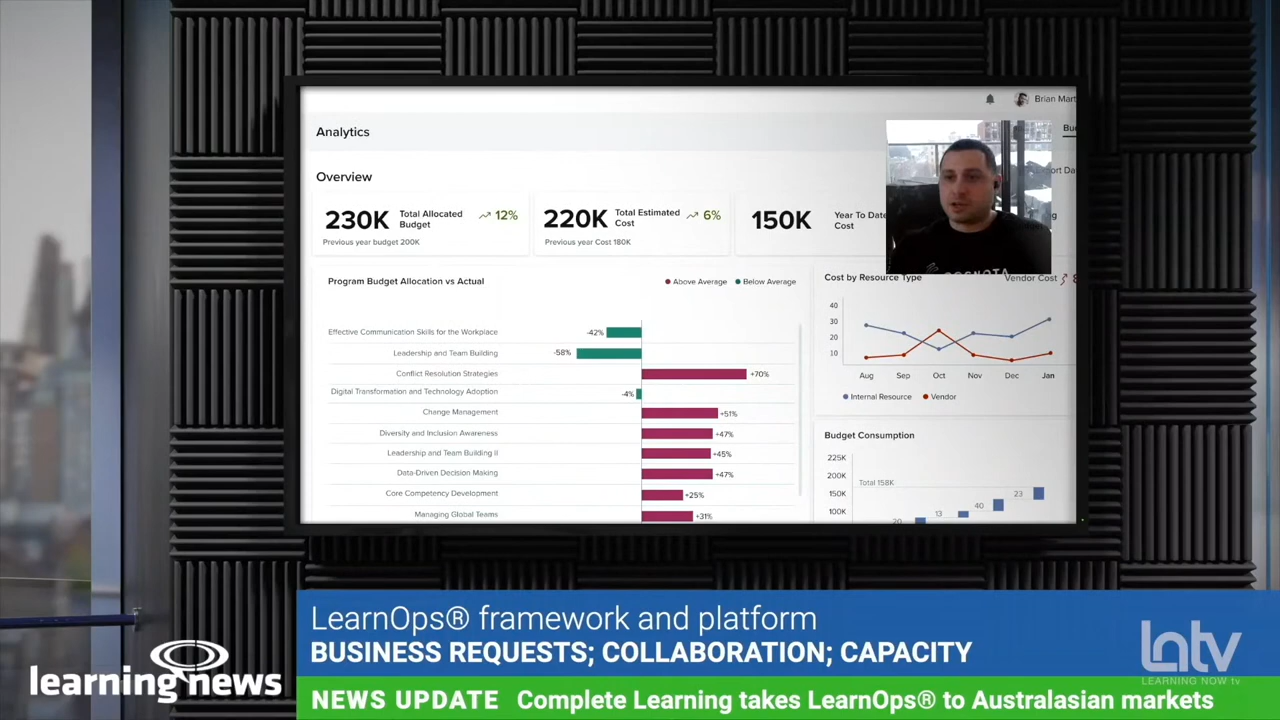 Brian Mart
Analytics
Bu
Overview
230K Total Allocated Budget 12%
Previous year budget 200K
220K Total Estimated Cost 6%
Previous year Cost 180K
150K Year To Date Cost
Program Budget Allocation vs Actual
Above Average Below Average
Effective Communication Skills for the Workplace -42%
Leadership and Team Building -58%
Conflict Resolution Strategies +70%
Digital Transformation and Technology Adoption -4%
Change Management +51%
Diversity and Inclusion Awareness +47%
Leadership and Team Building II +45%
Data-Driven Decision Making +47%
Core Competency Development +25%
Managing Global Teams +31%
Cost by Resource Type Vendor Cost
40
30
20
10
Aug Sep Oct Nov Dec Jan
Internal Resource Vendor
Budget Consumption
225K
200K
150K
100K
Total 158K
20 13 40 23
LearnOps® framework and platform
BUSINESS REQUESTS; COLLABORATION; CAPACITY
NEWS UPDATE Complete Learning takes LearnOps® to Australasian markets
learning news
lntv
LEARNING NOW tv